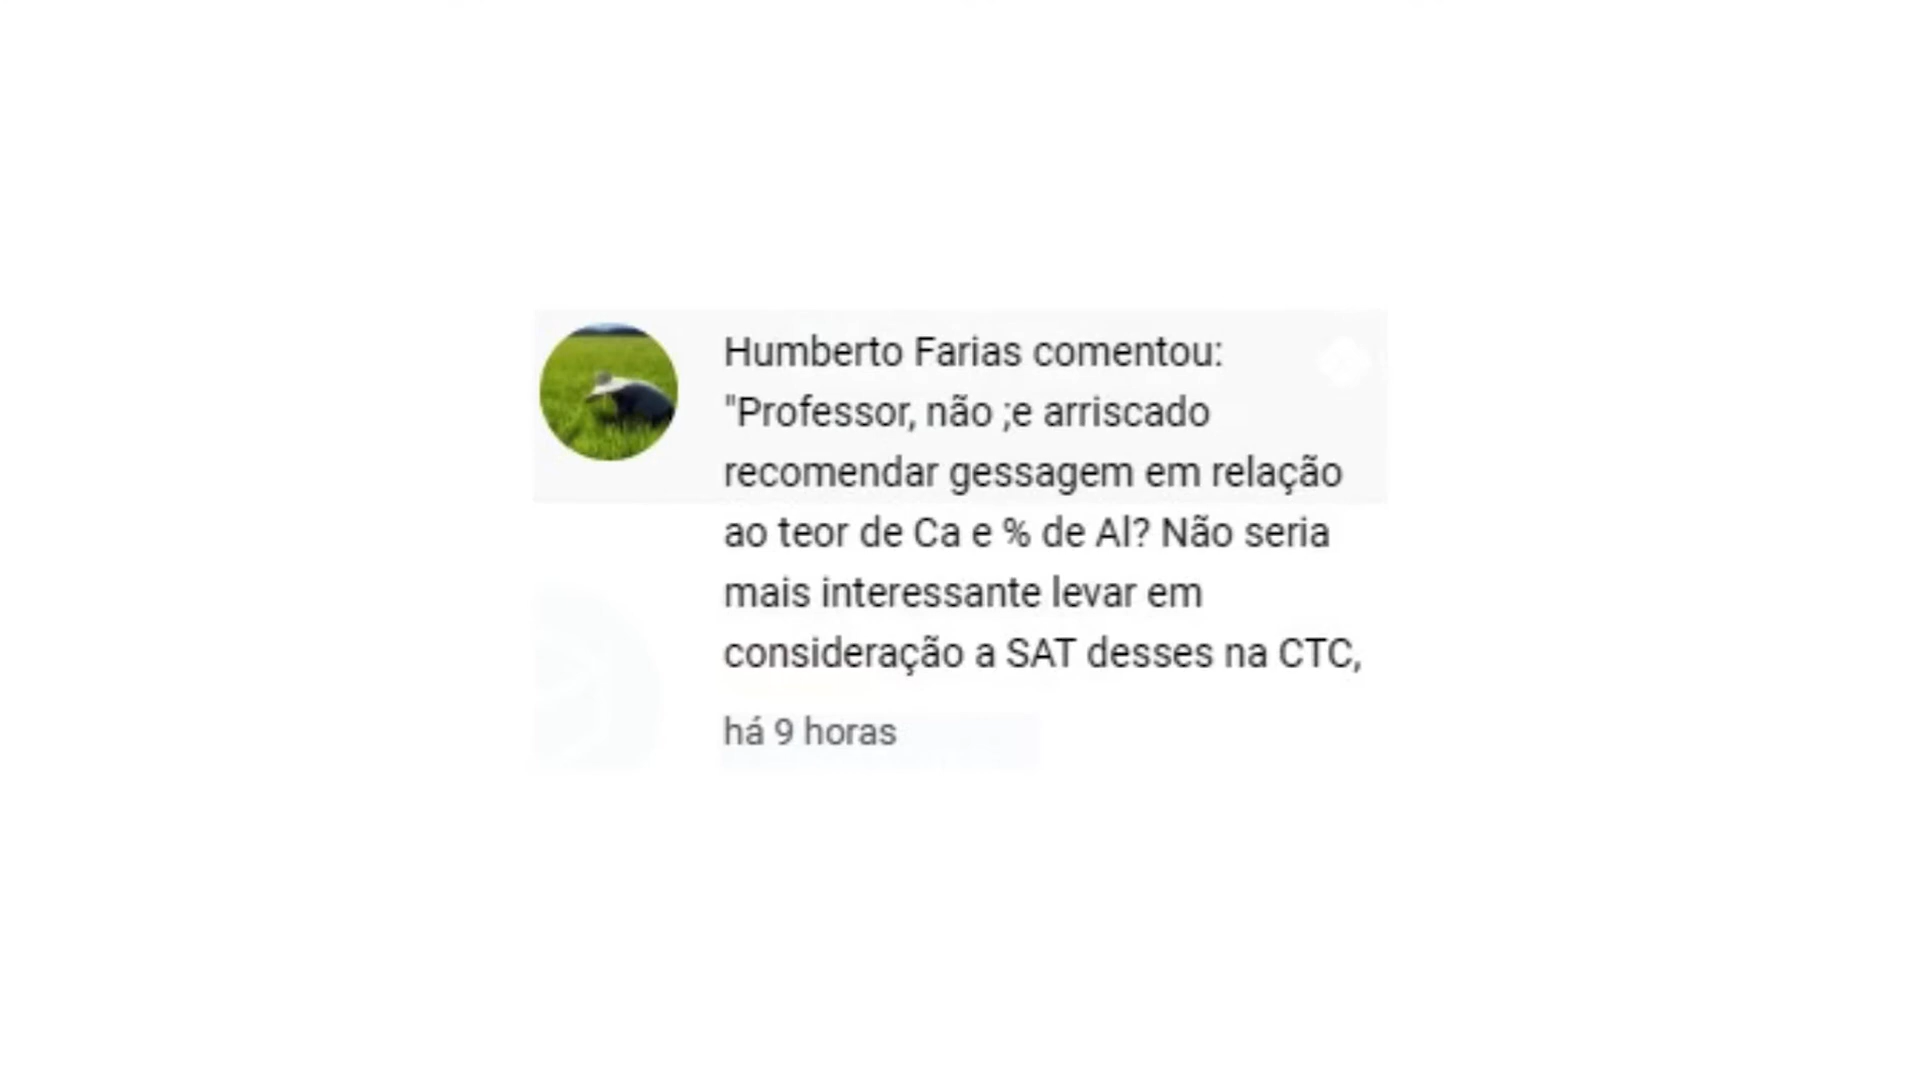 Humberto Farias comentou:
"Professor, não ;e arriscado
recomendar gessagem em relação
ao teor de Ca e % de Al? Não seria
mais interessante levar em
consideração a SAT desses na CTC,
há 9 horas